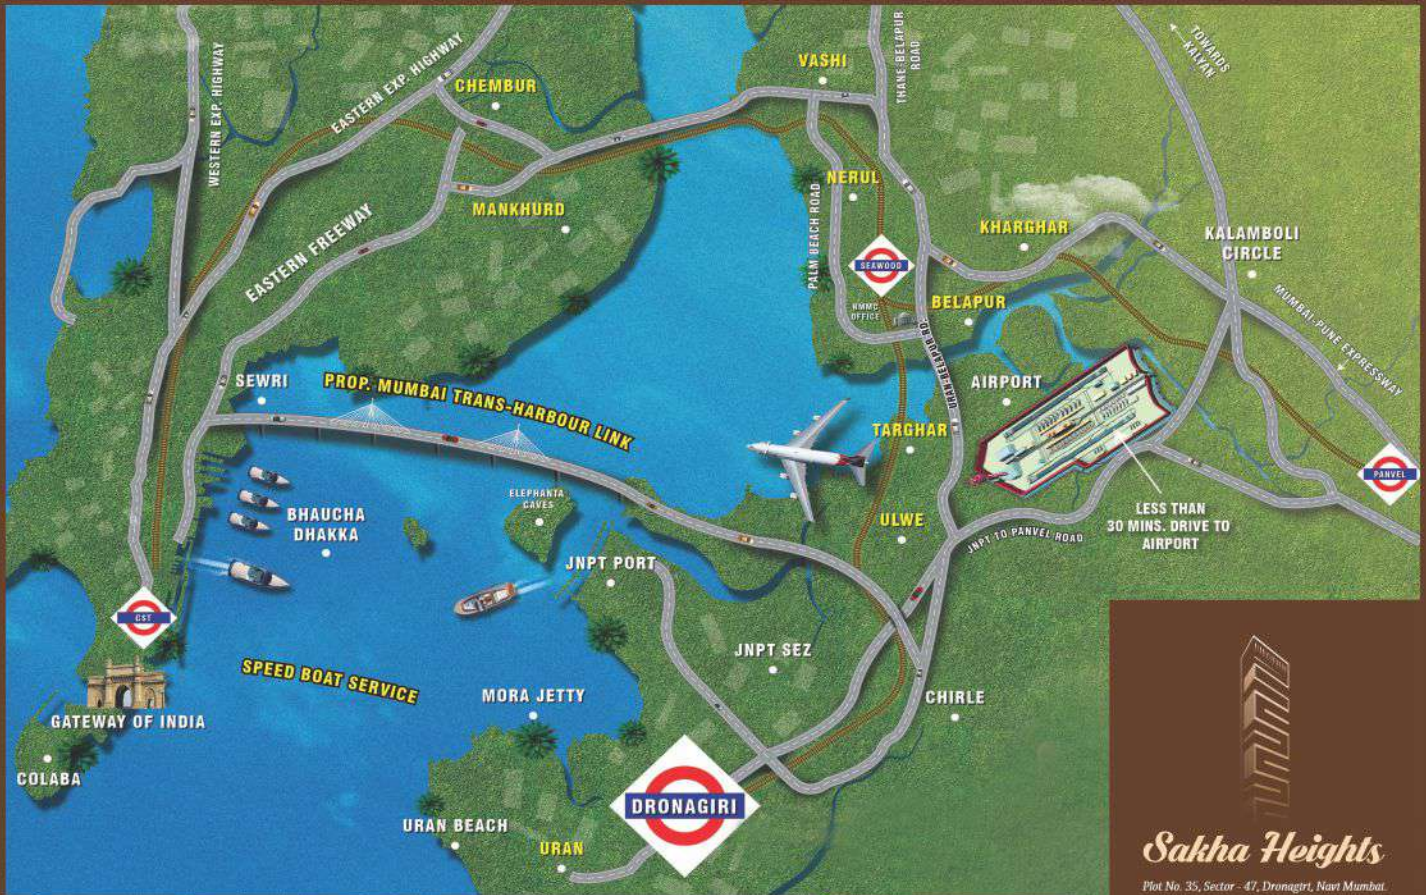 WESTERN EXP. HIGHWAY
EASTERN EXP. HIGHWAY
CHEMBUR
VASHI
THANE-BELAPUR
ROAD
TOWARDS
KALYAN
MANKHURD
EASTERN FREEWAY
NERUL
PALM BEACH ROAD
SEAWOOD
KHARGHAR
KALAMBOLI
CIRCLE
NMMC
OFFICE
BELAPUR
URAN-BELAPUR RD.
MUMBAI-PUNE EXPRESSWAY
SEWRI
PROP. MUMBAI TRANS-HARBOUR LINK
AIRPORT
TARGHAR
PANVEL
ELEPHANTA
CAVES
BHAUCHA
DHAKKA
ULWE
JNPT TO PANVEL ROAD
LESS THAN
30 MINS. DRIVE TO
AIRPORT
JNPT PORT
CST
JNPT SEZ
SPEED BOAT SERVICE
MORA JETTY
CHIRLE
GATEWAY OF INDIA
COLABA
DRONAGIRI
URAN BEACH
URAN
Sakha Heights
Plot No. 35, Sector - 47, Dronagiri, Navi Mumbai.